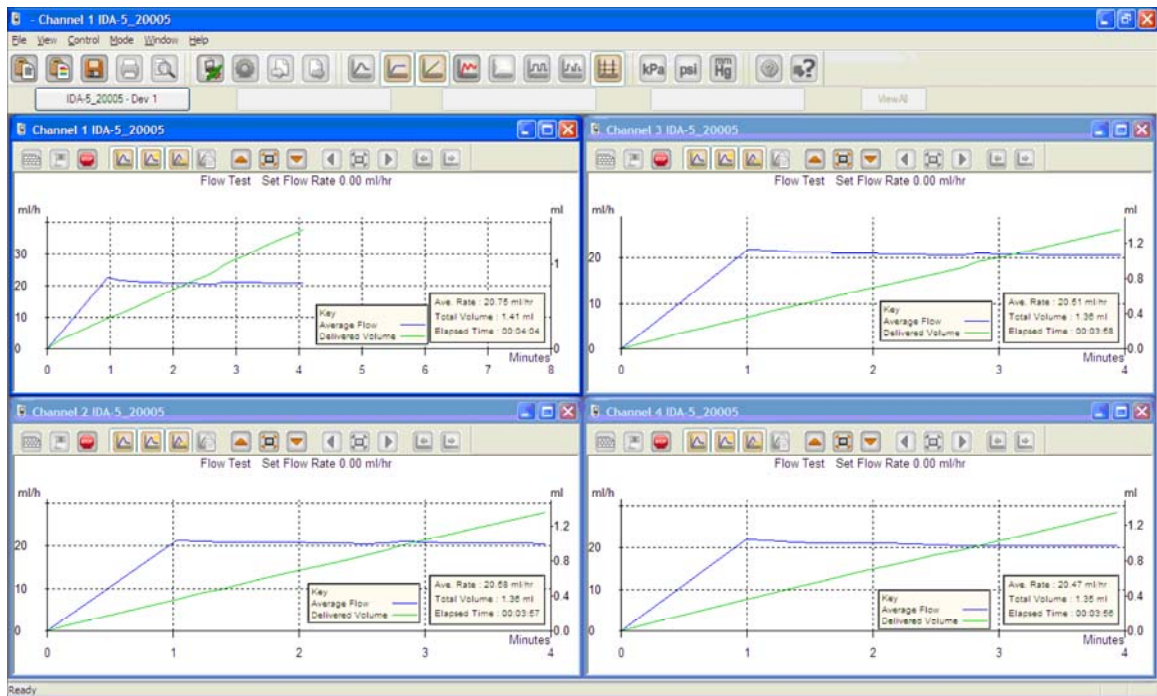 - Channel 1 IDA-5_20005
File View Control Mode Window Help
kPa psi mm Hg ?
IDA-5_20005 - Dev 1
View All
Channel 1 IDA-5_20005
Flow Test Set Flow Rate 0.00 ml/hr
ml/h
ml
30
20
10
0
1
0
Key
Average Flow
Delivered Volume
Ave. Rate : 20.75 ml/hr
Total Volume : 1.41 ml
Elapsed Time : 00:04:04
Minutes
0 1 2 3 4 5 6 7 8
Channel 3 IDA-5_20005
Flow Test Set Flow Rate 0.00 ml/hr
ml/h
ml
20
10
0
1.2
0.8
0.4
0.0
Key
Average Flow
Delivered Volume
Ave. Rate : 20.51 ml/hr
Total Volume : 1.36 ml
Elapsed Time : 00:03:58
Minutes
0 1 2 3 4
Channel 2 IDA-5_20005
Flow Test Set Flow Rate 0.00 ml/hr
ml/h
ml
20
10
0
1.2
0.8
0.4
0.0
Key
Average Flow
Delivered Volume
Ave. Rate : 20.58 ml/hr
Total Volume : 1.36 ml
Elapsed Time : 00:03:57
Minutes
0 1 2 3 4
Channel 4 IDA-5_20005
Flow Test Set Flow Rate 0.00 ml/hr
ml/h
ml
20
10
0
1.2
0.8
0.4
0.0
Key
Average Flow
Delivered Volume
Ave. Rate : 20.47 ml/hr
Total Volume : 1.35 ml
Elapsed Time : 00:03:56
Minutes
0 1 2 3 4
Ready